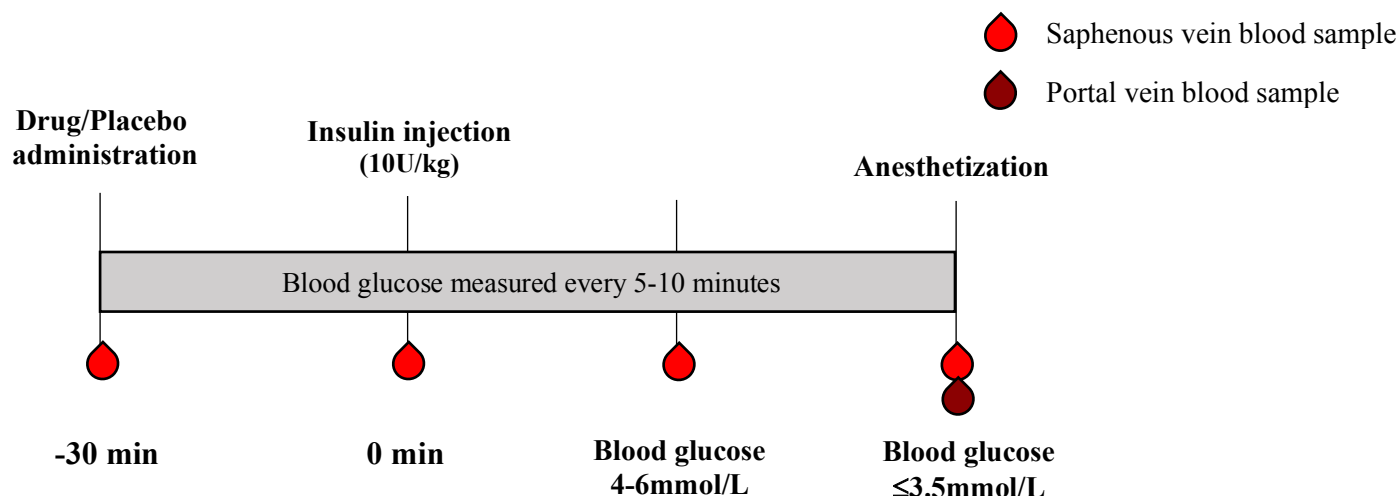 Saphenous vein blood sample
Portal vein blood sample
Drug/Placebo
administration
Insulin injection
(10U/kg)
Anesthetization
Blood glucose measured every 5-10 minutes
-30 min
0 min
Blood glucose
4-6mmol/L
Blood glucose
≤3.5mmol/L